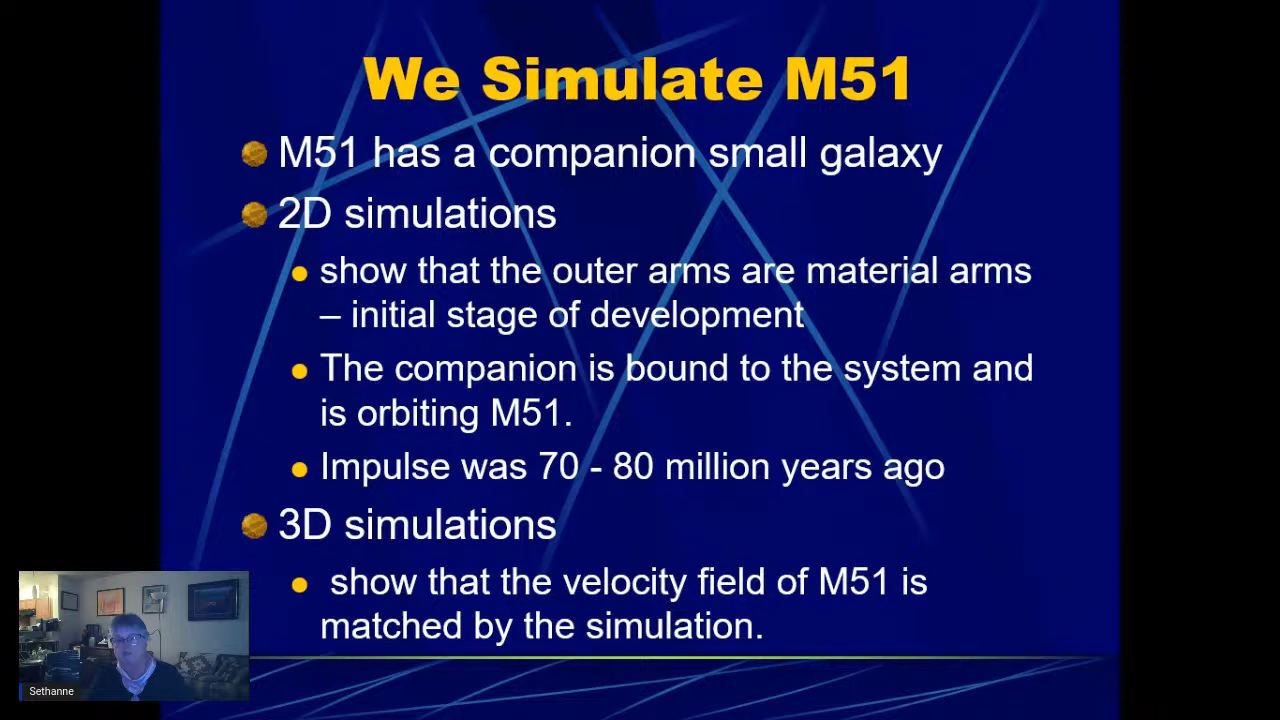 We Simulate M51
M51 has a companion small galaxy
2D simulations
show that the outer arms are material arms
– initial stage of development
The companion is bound to the system and
is orbiting M51.
Impulse was 70 - 80 million years ago
3D simulations
show that the velocity field of M51 is
matched by the simulation.
Sethanne